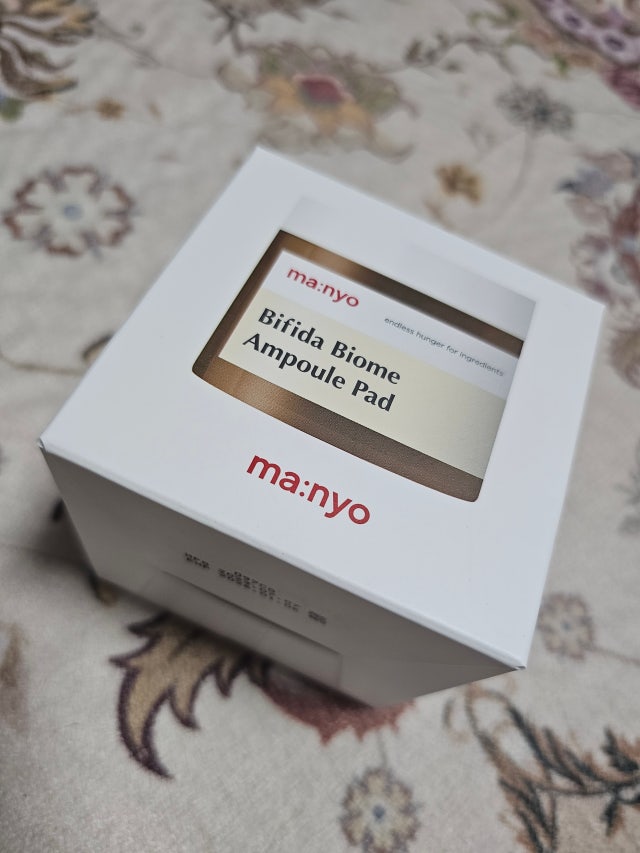 ma:nyo
endless hunger for ingredients
Bifida Biome
Ampoule Pad
ma:nyo